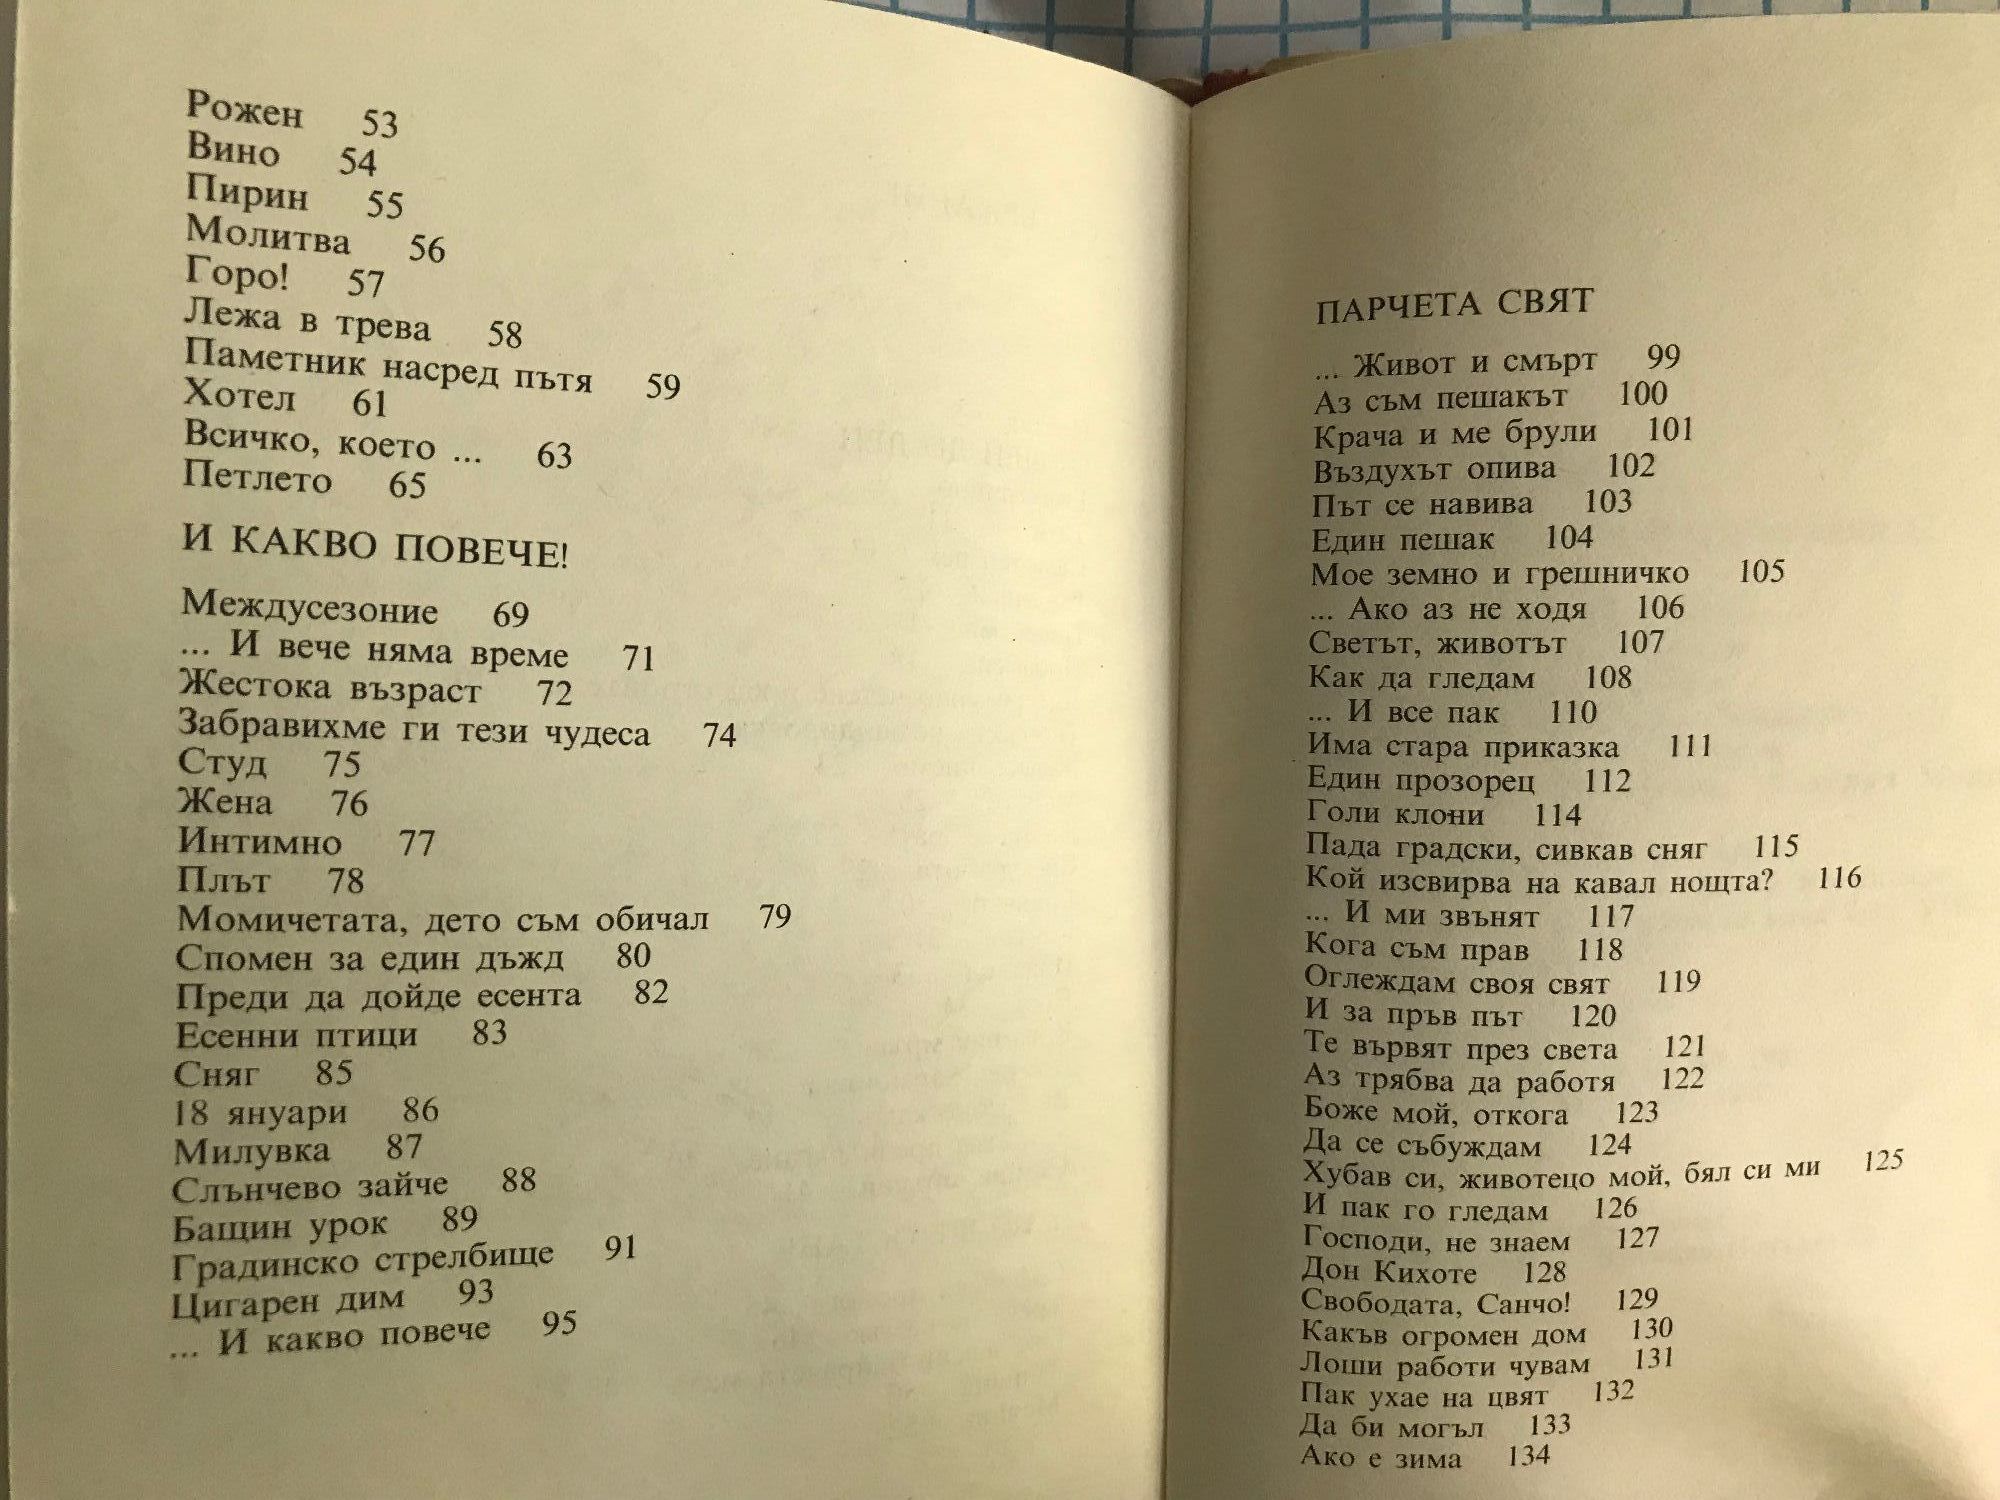 Рожен 53
Вино 54
Пирин 55
Молитва 56
Горо! 57
Лежа в трева 58
Паметник насред пътя 59
Хотел 61
Всичко, което ... 63
Петлето 65
И КАКВО ПОВЕЧЕ!
Междусезоние 69
... И вече няма време 71
Жестока възраст 72
Забравихме ги тези чудеса 74
Студ 75
Жена 76
Интимно 77
Плът 78
Момичетата, дето съм обичал 79
Спомен за един дъжд 80
Преди да дойде есента 82
Есенни птици 83
Сняг 85
18 януари 86
Милувка 87
Слънчево зайче 88
Бащин урок 89
Градинско стрелбище 91
Цигарен дим 93
... И какво повече 95
ПАРЧЕТА СВЯТ
... Живот и смърт 99
Аз съм пешакът 100
Крача и ме брули 101
Въздухът опива 102
Път се навива 103
Един пешак 104
Мое земно и грешничко 105
... Ако аз не ходя 106
Светът, животът 107
Как да гледам 108
... И все пак 110
Има стара приказка 111
Един прозорец 112
Голи клони 114
Пада градски, сивкав сняг 115
Кой изсвирва на кавал нощта? 116
... И ми звънят 117
Кога съм прав 118
Оглеждам своя свят 119
И за пръв път 120
Те вървят през света 121
Аз трябва да работя 122
Боже мой, откога 123
Да се събуждам 124
Хубав си, животецо мой, бял си ми 125
И пак го гледам 126
Господи, не знаем 127
Дон Кихоте 128
Свободата, Санчо! 129
Какъв огромен дом 130
Лоши работи чувам 131
Пак ухае на цвят 132
Да би могъл 133
Ако е зима 134